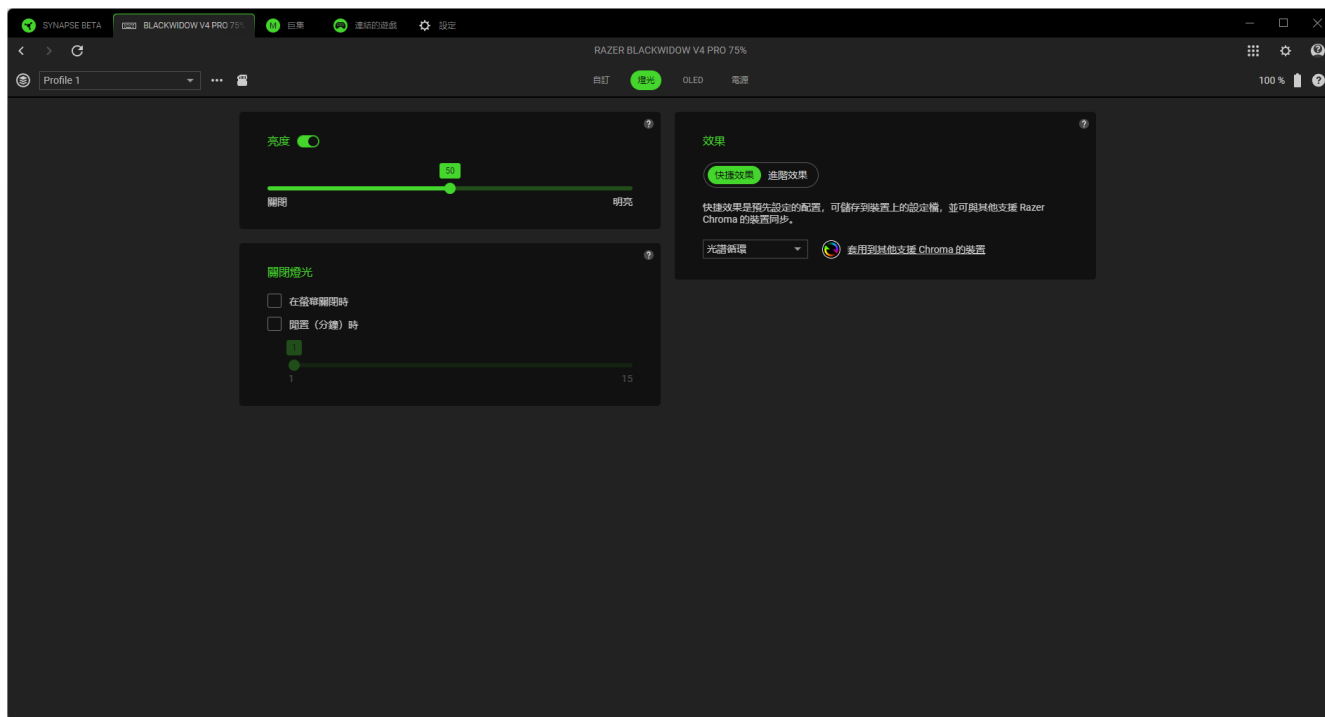 SYNAPSE BETA
BLACKWIDOW V4 PRO 75%
巨集
連結的遊戲
設定
RAZER BLACKWIDOW V4 PRO 75%
Profile 1
自訂
燈光
OLED
電源
100 %
亮度
50
關閉
明亮
關閉燈光
在螢幕關閉時
閒置（分鐘）時
1
1
15
效果
快捷效果
進階效果
快捷效果是預先設定的配置，可儲存到裝置上的設定檔，並可與其他支援 Razer
Chroma 的裝置同步。
光譜循環
套用到其他支援 Chroma 的裝置